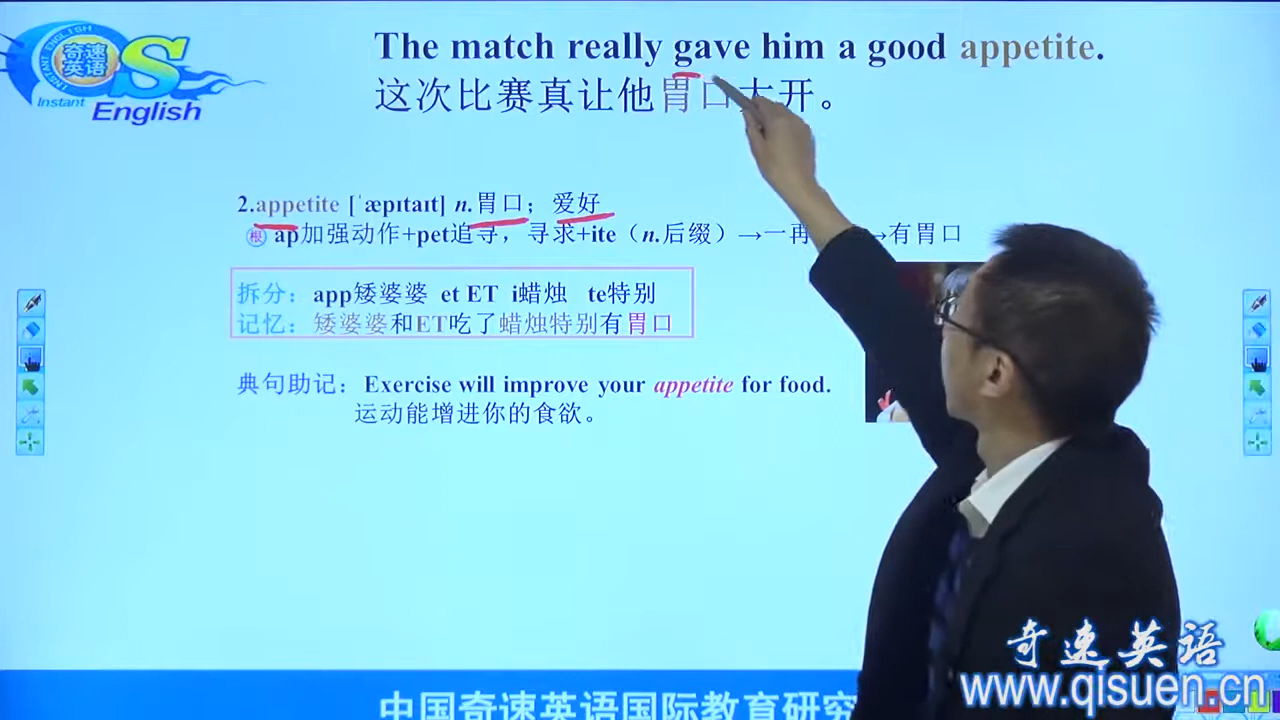 The match really gave him a good appetite.
这次比赛真让他胃口大开。
奇速
英语
INSTANT ENGLISH
QS
Instant
English
2.appetite [ˈæpɪtaɪt] n.胃口; 爱好
根 ap加强动作+pet追寻，寻求+ite（n.后缀）→一再 →有胃口
拆分：app矮婆婆 et ET i蜡烛 te特别
记忆：矮婆婆和ET吃了蜡烛特别有胃口
典句助记：Exercise will improve your appetite for food.
运动能增进你的食欲。
奇速英语
www.qisuen.cn
中国奇速英语国际教育研究